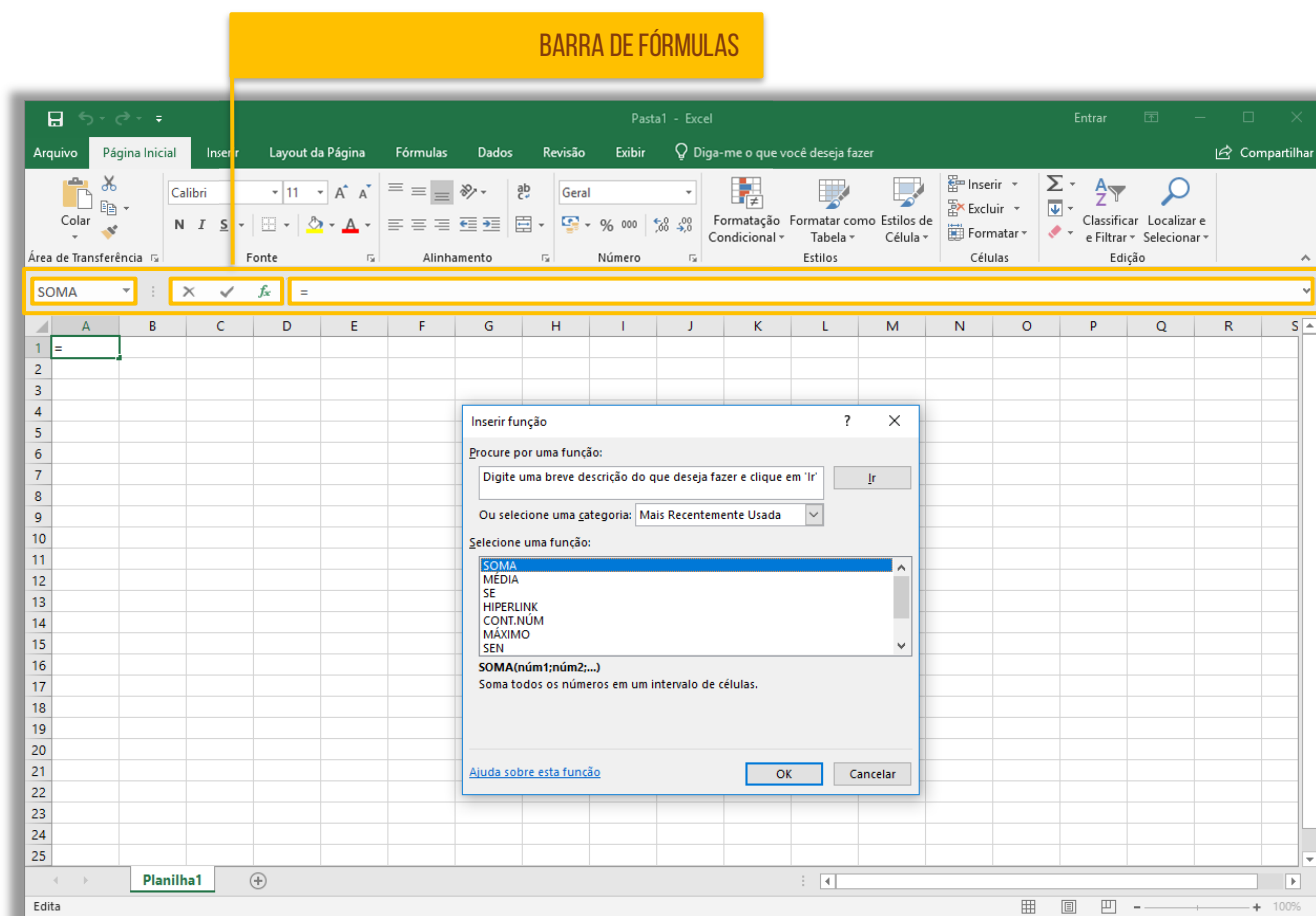 BARRA DE FÓRMULAS
Pasta1 - Excel
Entrar
Arquivo Página Inicial Inserir Layout da Página Fórmulas Dados Revisão Exibir Diga-me o que você deseja fazer Compartilhar
Colar
Calibri 11
N I S
Geral
% 000
Formatação Condicional
Formatar como Tabela
Estilos de Célula
Inserir
Excluir
Formatar
Classificar e Filtrar
Localizar e Selecionar
Área de Transferência Fonte Alinhamento Número Estilos Células Edição
SOMA fx =
A B C D E F G H I J K L M N O P Q R S
1 =
2
3
4
5
6
7
8
9
10
11
12
13
14
15
16
17
18
19
20
21
22
23
24
25
Inserir função ?
Procure por uma função:
Digite uma breve descrição do que deseja fazer e clique em 'Ir'
Ir
Ou selecione uma categoria: Mais Recentemente Usada
Selecione uma função:
SOMA
MÉDIA
SE
HIPERLINK
CONT.NÚM
MÁXIMO
SEN
SOMA(núm1;núm2;...)
Soma todos os números em um intervalo de células.
Ajuda sobre esta função
OK Cancelar
Planilha1
Edita
100%